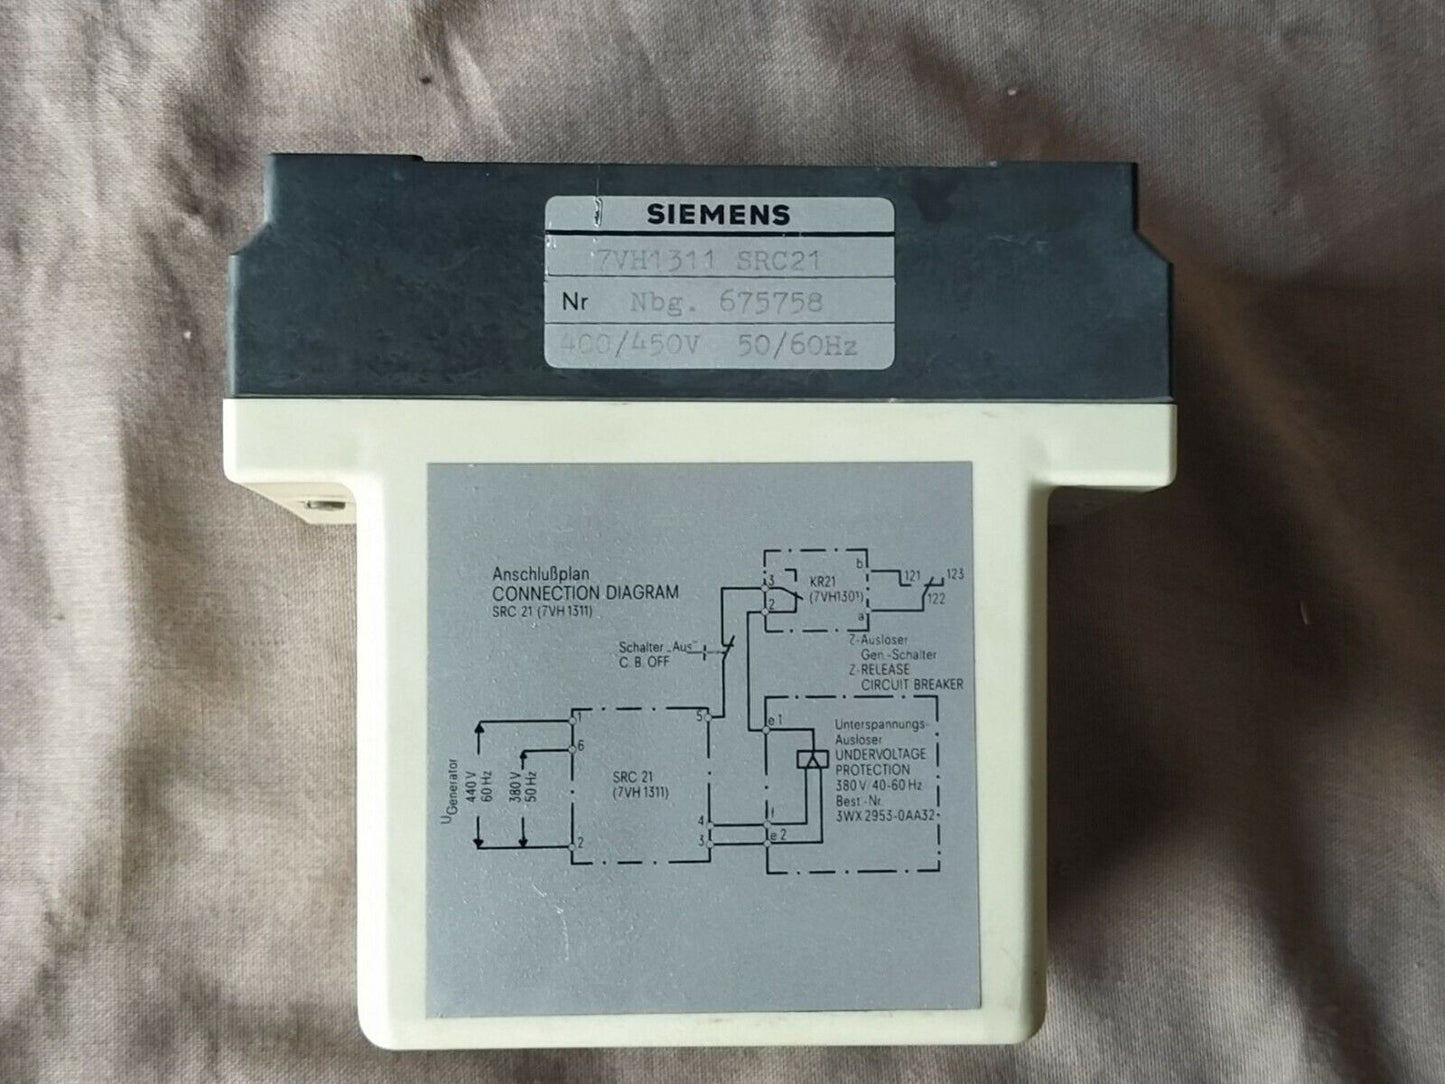 SIEMENS
7VH1311 SRC21
Nr Nbg. 675758
400/450V 50/60Hz
Anschlußplan
CONNECTION DIAGRAM
SRC 21 (7VH 1311)
3
2
KR21
(7VH1301)
b
a
121
123
122
Schalter „Aus“
C. B. OFF
Z-Auslöser
Gen.-Schalter
Z-RELEASE
CIRCUIT BREAKER
UGenerator
440 V
60 Hz
380 V
50 Hz
1
6
2
SRC 21
(7VH 1311)
5
4
3
e 1
f
e 2
Unterspannungs-
Auslöser
UNDERVOLTAGE
PROTECTION
380 V/40-60 Hz
Best.-Nr.
3WX 2953-0AA32